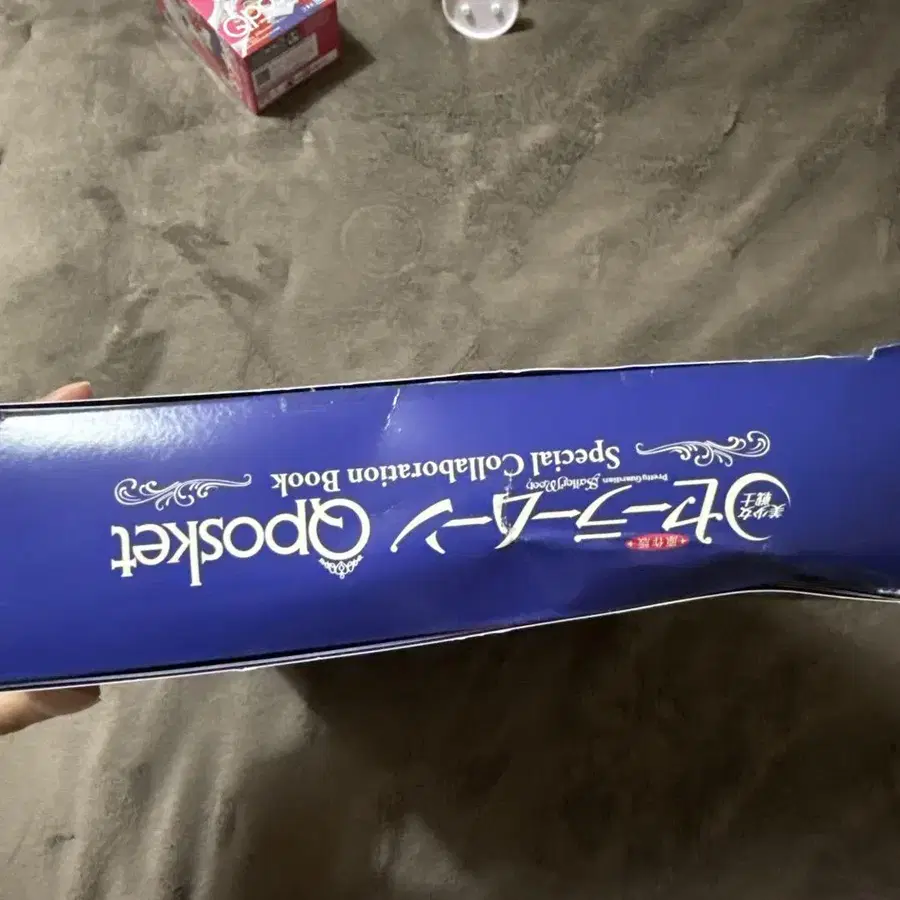 美少女
戦士
セーラームーン Qposket
原作版
Pretty Guardian Sailor Moon
Special Collaboration Book
QP